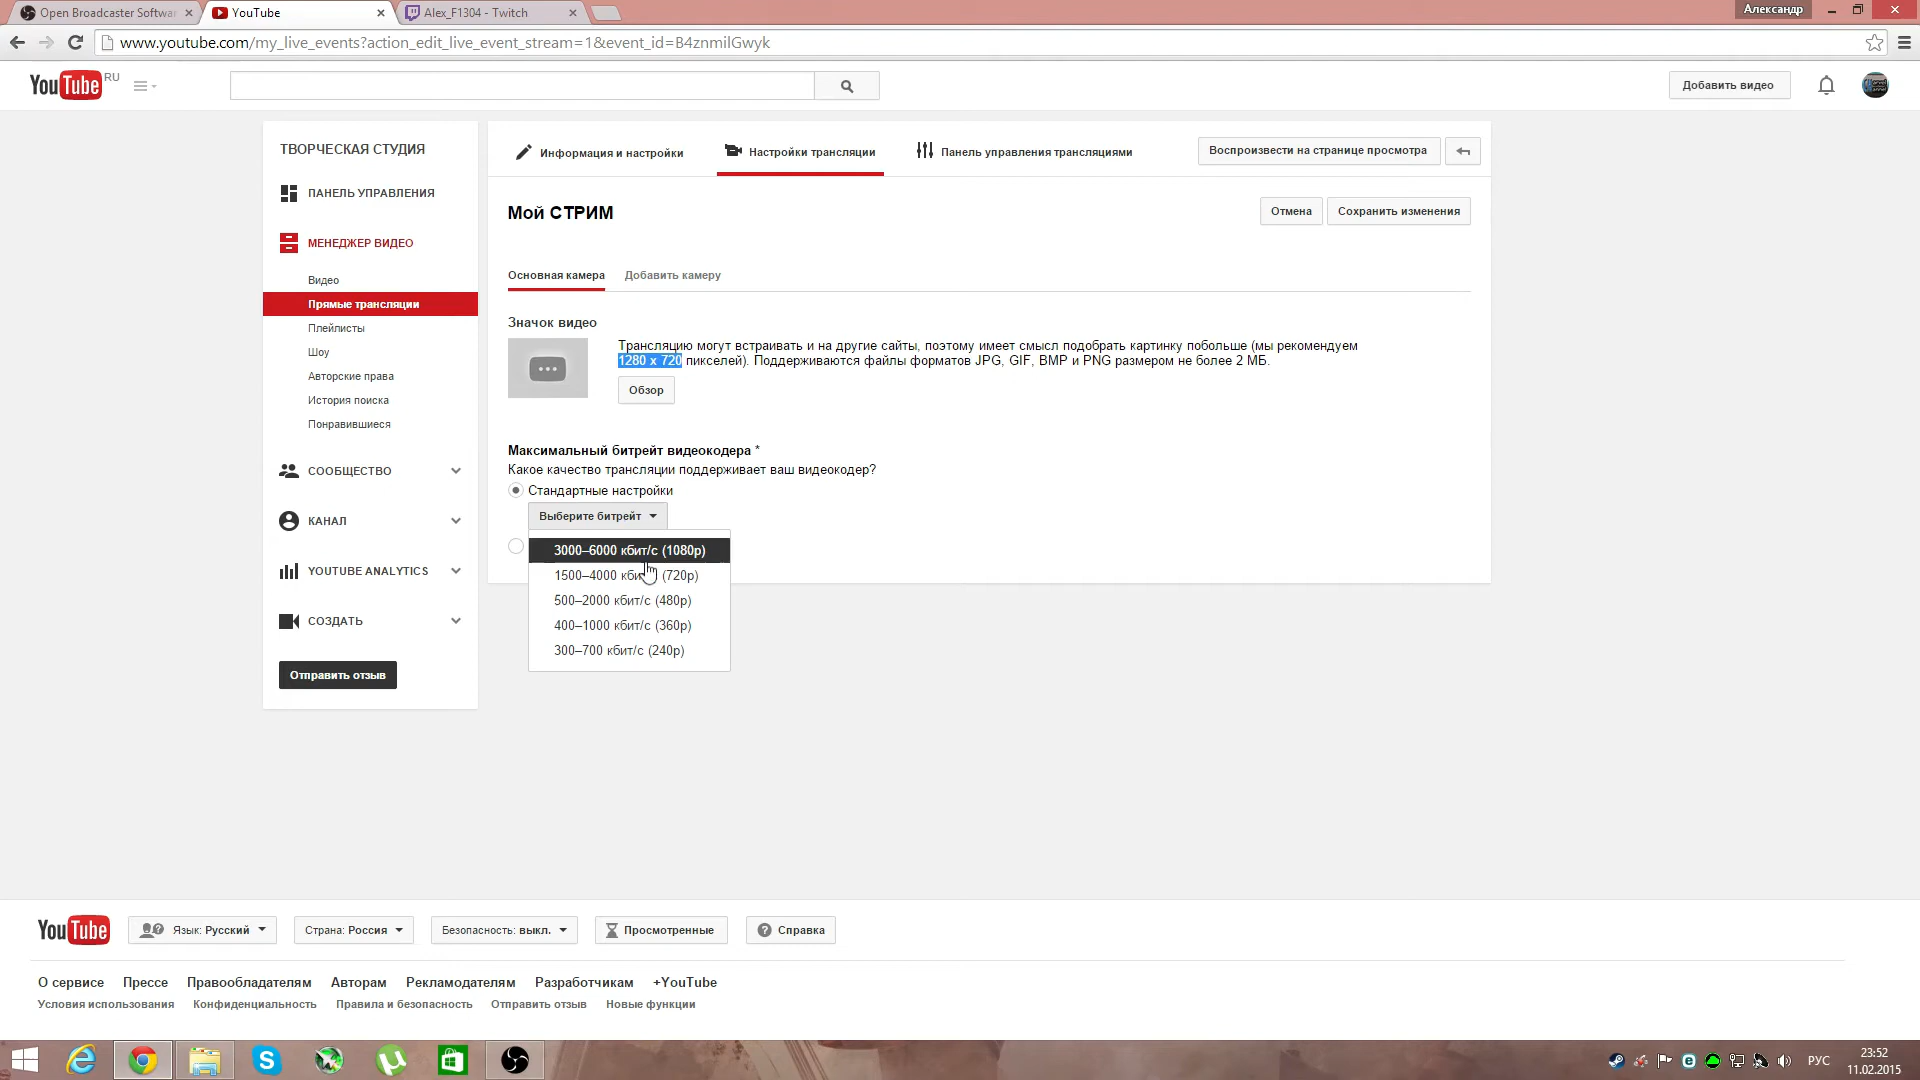 Open Broadcaster Softwar
YouTube
Alex_F1304 - Twitch
Александр
www.youtube.com/my_live_events?action_edit_live_event_stream=1&event_id=B4znmilGwyk
YouTube RU
Добавить видео
ТВОРЧЕСКАЯ СТУДИЯ
ПАНЕЛЬ УПРАВЛЕНИЯ
МЕНЕДЖЕР ВИДЕО
Видео
Прямые трансляции
Плейлисты
Шоу
Авторские права
История поиска
Понравившиеся
СООБЩЕСТВО
КАНАЛ
YOUTUBE ANALYTICS
СОЗДАТЬ
Отправить отзыв
Информация и настройки
Настройки трансляции
Панель управления трансляциями
Воспроизвести на странице просмотра
Мой СТРИМ
Отмена
Сохранить изменения
Основная камера
Добавить камеру
Значок видео
Трансляцию могут встраивать и на другие сайты, поэтому имеет смысл подобрать картинку побольше (мы рекомендуем
1280 x 720 пикселей). Поддерживаются файлы форматов JPG, GIF, BMP и PNG размером не более 2 МБ.
Обзор
Максимальный битрейт видеокодера *
Какое качество трансляции поддерживает ваш видеокодер?
Стандартные настройки
Выберите битрейт
3000–6000 кбит/с (1080p)
1500–4000 кбит/с (720p)
500–2000 кбит/с (480p)
400–1000 кбит/с (360p)
300–700 кбит/с (240p)
YouTube
Язык: Русский
Страна: Россия
Безопасность: выкл.
Просмотренные
Справка
О сервисе Прессе Правообладателям Авторам Рекламодателям Разработчикам +YouTube
Условия использования Конфиденциальность Правила и безопасность Отправить отзыв Новые функции
РУС
23:52
11.02.2015